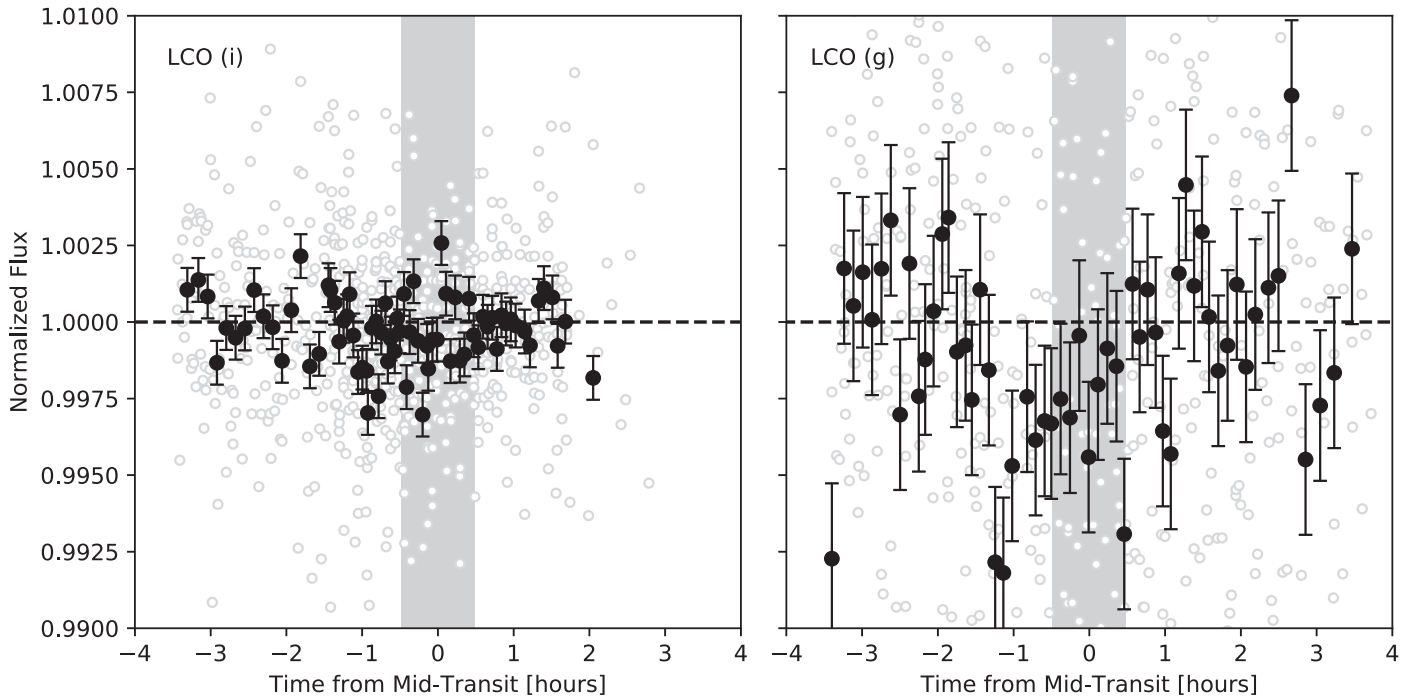 LCO (i)
LCO (g)
1.0100
1.0075
1.0050
1.0025
1.0000
0.9975
0.9950
0.9925
0.9900
Normalized Flux
−4 −3 −2 −1 0 1 2 3 4
−4 −3 −2 −1 0 1 2 3 4
Time from Mid-Transit [hours]
Time from Mid-Transit [hours]